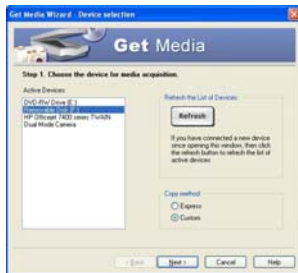 Get Media Wizard - Device selection
Get Media
Step 1. Choose the device for media acquisition.
Active Devices:
DVD-RW Drive (E:)
Removable Disk (F:)
HP Officejet 7400 series TWAIN
Dual Mode Camera
Refresh the List of Devices:
Refresh
If you have connected a new device
since opening this window, then click
the refresh button to refresh the list of
active devices
Copy method:
Express
Custom
< Back
Next >
Cancel
Help